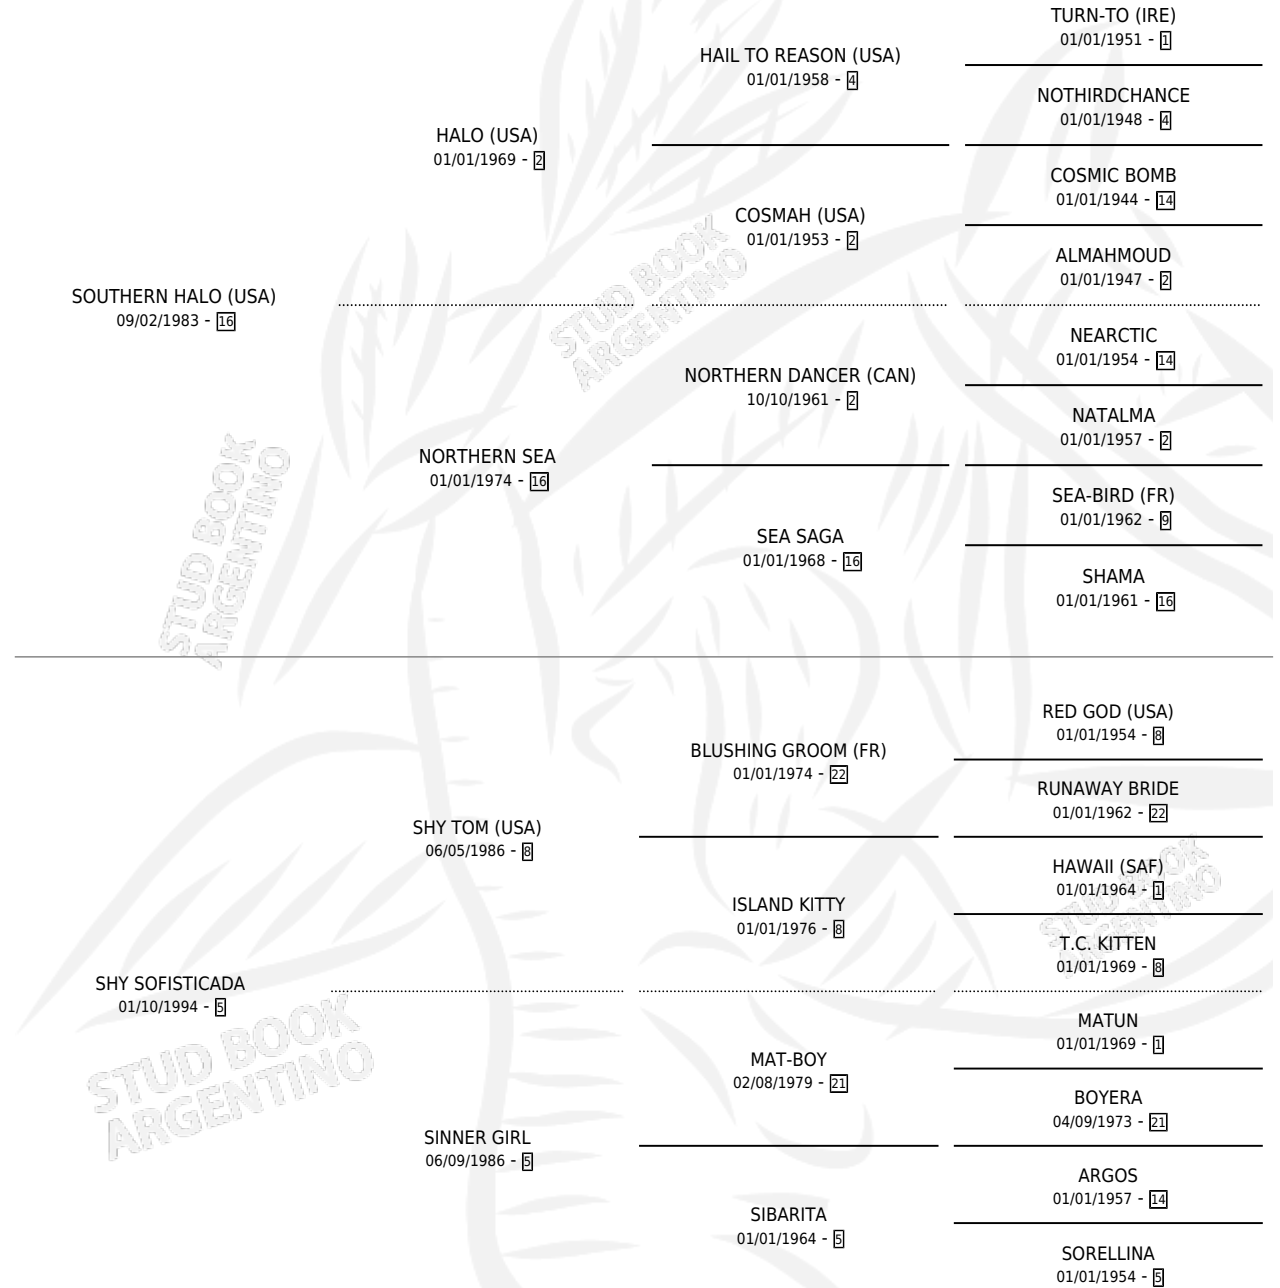 TURN-TO (IRE)
01/01/1951 - 1
HAIL TO REASON (USA)
01/01/1958 - 4
NOTHIRDCHANCE
01/01/1948 - 4
HALO (USA)
01/01/1969 - 2
COSMIC BOMB
01/01/1944 - 14
COSMAH (USA)
01/01/1953 - 2
ALMAHMOUD
01/01/1947 - 2
SOUTHERN HALO (USA)
09/02/1983 - 16
NEARCTIC
01/01/1954 - 14
NORTHERN DANCER (CAN)
10/10/1961 - 2
NATALMA
01/01/1957 - 2
NORTHERN SEA
01/01/1974 - 16
SEA-BIRD (FR)
01/01/1962 - 9
SEA SAGA
01/01/1968 - 16
SHAMA
01/01/1961 - 16
RED GOD (USA)
01/01/1954 - 8
BLUSHING GROOM (FR)
01/01/1974 - 22
RUNAWAY BRIDE
01/01/1962 - 22
SHY TOM (USA)
06/05/1986 - 8
HAWAII (SAF)
01/01/1964 - 1
ISLAND KITTY
01/01/1976 - 8
T.C. KITTEN
01/01/1969 - 8
SHY SOFISTICADA
01/10/1994 - 5
MATUN
01/01/1969 - 1
MAT-BOY
02/08/1979 - 21
BOYERA
04/09/1973 - 21
SINNER GIRL
06/09/1986 - 5
ARGOS
01/01/1957 - 14
SIBARITA
01/01/1964 - 5
SORELLINA
01/01/1954 - 5
STUD BOOK
ARGENTINO
STUD BOOK
ARGENTINO
STUD BOOK
ARGENTINO
STUD BOOK
ARGENTINO